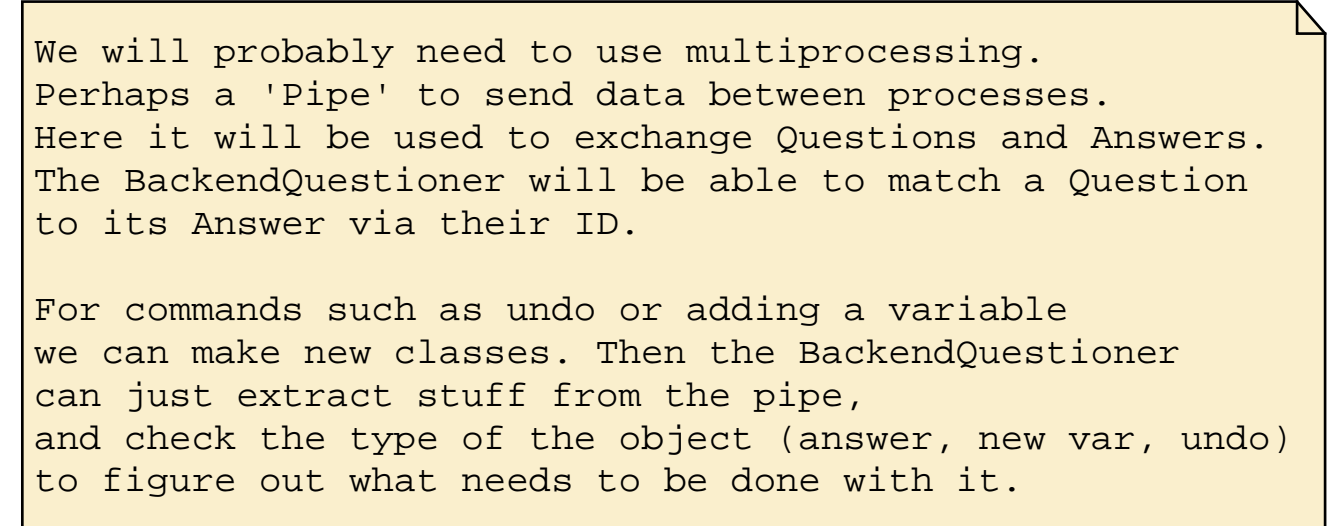 We will probably need to use multiprocessing.
Perhaps a 'Pipe' to send data between processes.
Here it will be used to exchange Questions and Answers.
The BackendQuestioner will be able to match a Question
to its Answer via their ID.

For commands such as undo or adding a variable
we can make new classes. Then the BackendQuestioner
can just extract stuff from the pipe,
and check the type of the object (answer, new var, undo)
to figure out what needs to be done with it.